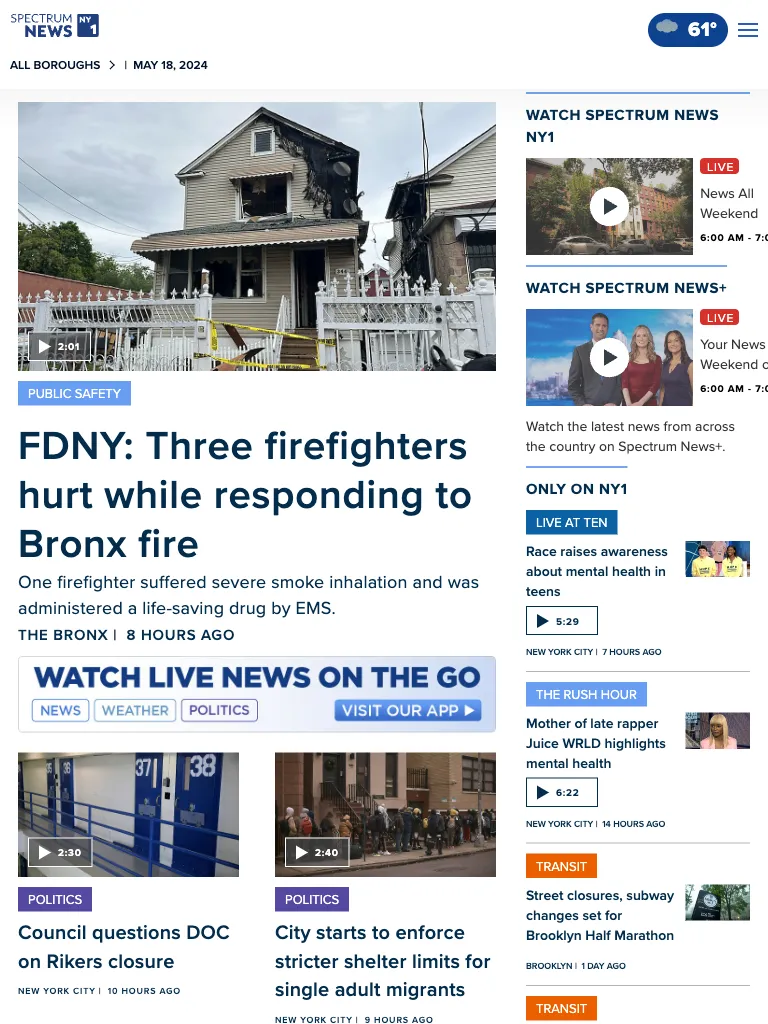 SPECTRUM
NEWS NY 1
61°
ALL BOROUGHS > | MAY 18, 2024
2:01
PUBLIC SAFETY
FDNY: Three firefighters
hurt while responding to
Bronx fire
One firefighter suffered severe smoke inhalation and was
administered a life-saving drug by EMS.
THE BRONX | 8 HOURS AGO
WATCH LIVE NEWS ON THE GO
NEWS WEATHER POLITICS VISIT OUR APP
37 38
2:30
POLITICS
Council questions DOC
on Rikers closure
NEW YORK CITY | 10 HOURS AGO
2:40
POLITICS
City starts to enforce
stricter shelter limits for
single adult migrants
NEW YORK CITY | 9 HOURS AGO
WATCH SPECTRUM NEWS
NY1
LIVE
News All
Weekend
6:00 AM - 7:0
WATCH SPECTRUM NEWS+
LIVE
Your News
Weekend o
6:00 AM - 7:0
Watch the latest news from across
the country on Spectrum News+.
ONLY ON NY1
LIVE AT TEN
Race raises awareness
about mental health in
teens
5:29
NEW YORK CITY | 7 HOURS AGO
THE RUSH HOUR
Mother of late rapper
Juice WRLD highlights
mental health
6:22
NEW YORK CITY | 14 HOURS AGO
TRANSIT
Street closures, subway
changes set for
Brooklyn Half Marathon
BROOKLYN | 1 DAY AGO
TRANSIT